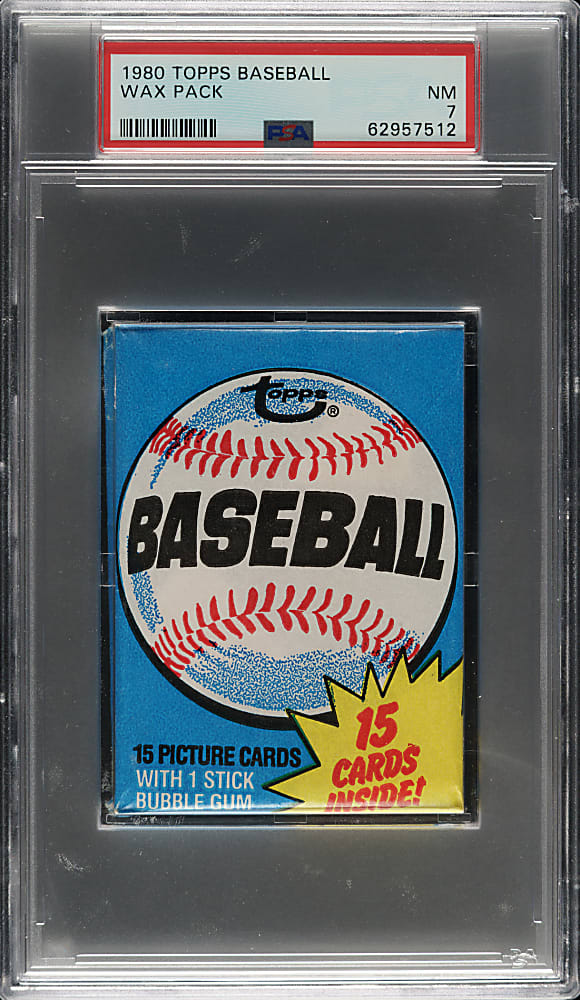 1980 TOPPS BASEBALL
WAX PACK
NM
7
62957512
PSA
topps®
BASEBALL
15 PICTURE CARDS
WITH 1 STICK
BUBBLE GUM
15
CARDS
INSIDE!
PSA